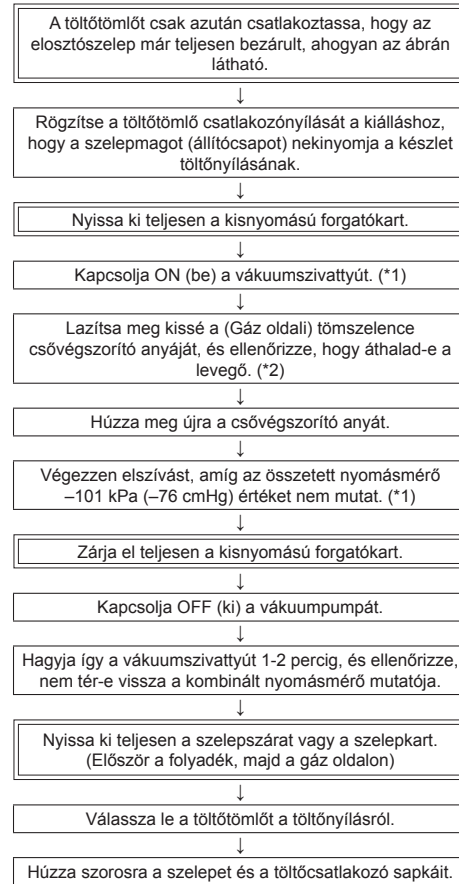 A töltőtömlőt csak azután csatlakoztassa, hogy az
elosztószelep már teljesen bezárult, ahogyan az ábrán
látható.
↓
Rögzítse a töltőtömlő csatlakozónyílását a kiálláshoz,
hogy a szelepmagot (állítócsapot) nekinyomja a készlet
töltőnyílásának.
↓
Nyissa ki teljesen a kisnyomású forgatókart.
↓
Kapcsolja ON (be) a vákuumszivattyút. (*1)
↓
Lazítsa meg kissé a (Gáz oldali) tömszelence
csővégszorító anyáját, és ellenőrizze, hogy áthalad-e a
levegő. (*2)
↓
Húzza meg újra a csővégszorító anyát.
↓
Végezzen elszívást, amíg az összetett nyomásmérő
–101 kPa (–76 cmHg) értéket nem mutat. (*1)
↓
Zárja el teljesen a kisnyomású forgatókart.
↓
Kapcsolja OFF (ki) a vákuumpumpát.
↓
Hagyja így a vákuumszivattyút 1-2 percig, és ellenőrizze,
nem tér-e vissza a kombinált nyomásmérő mutatója.
↓
Nyissa ki teljesen a szelepszárat vagy a szelepkart.
(Először a folyadék, majd a gáz oldalon)
↓
Válassza le a töltőtömlőt a töltőnyílásról.
↓
Húzza szorosra a szelepet és a töltőcsatlakozó sapkáit.